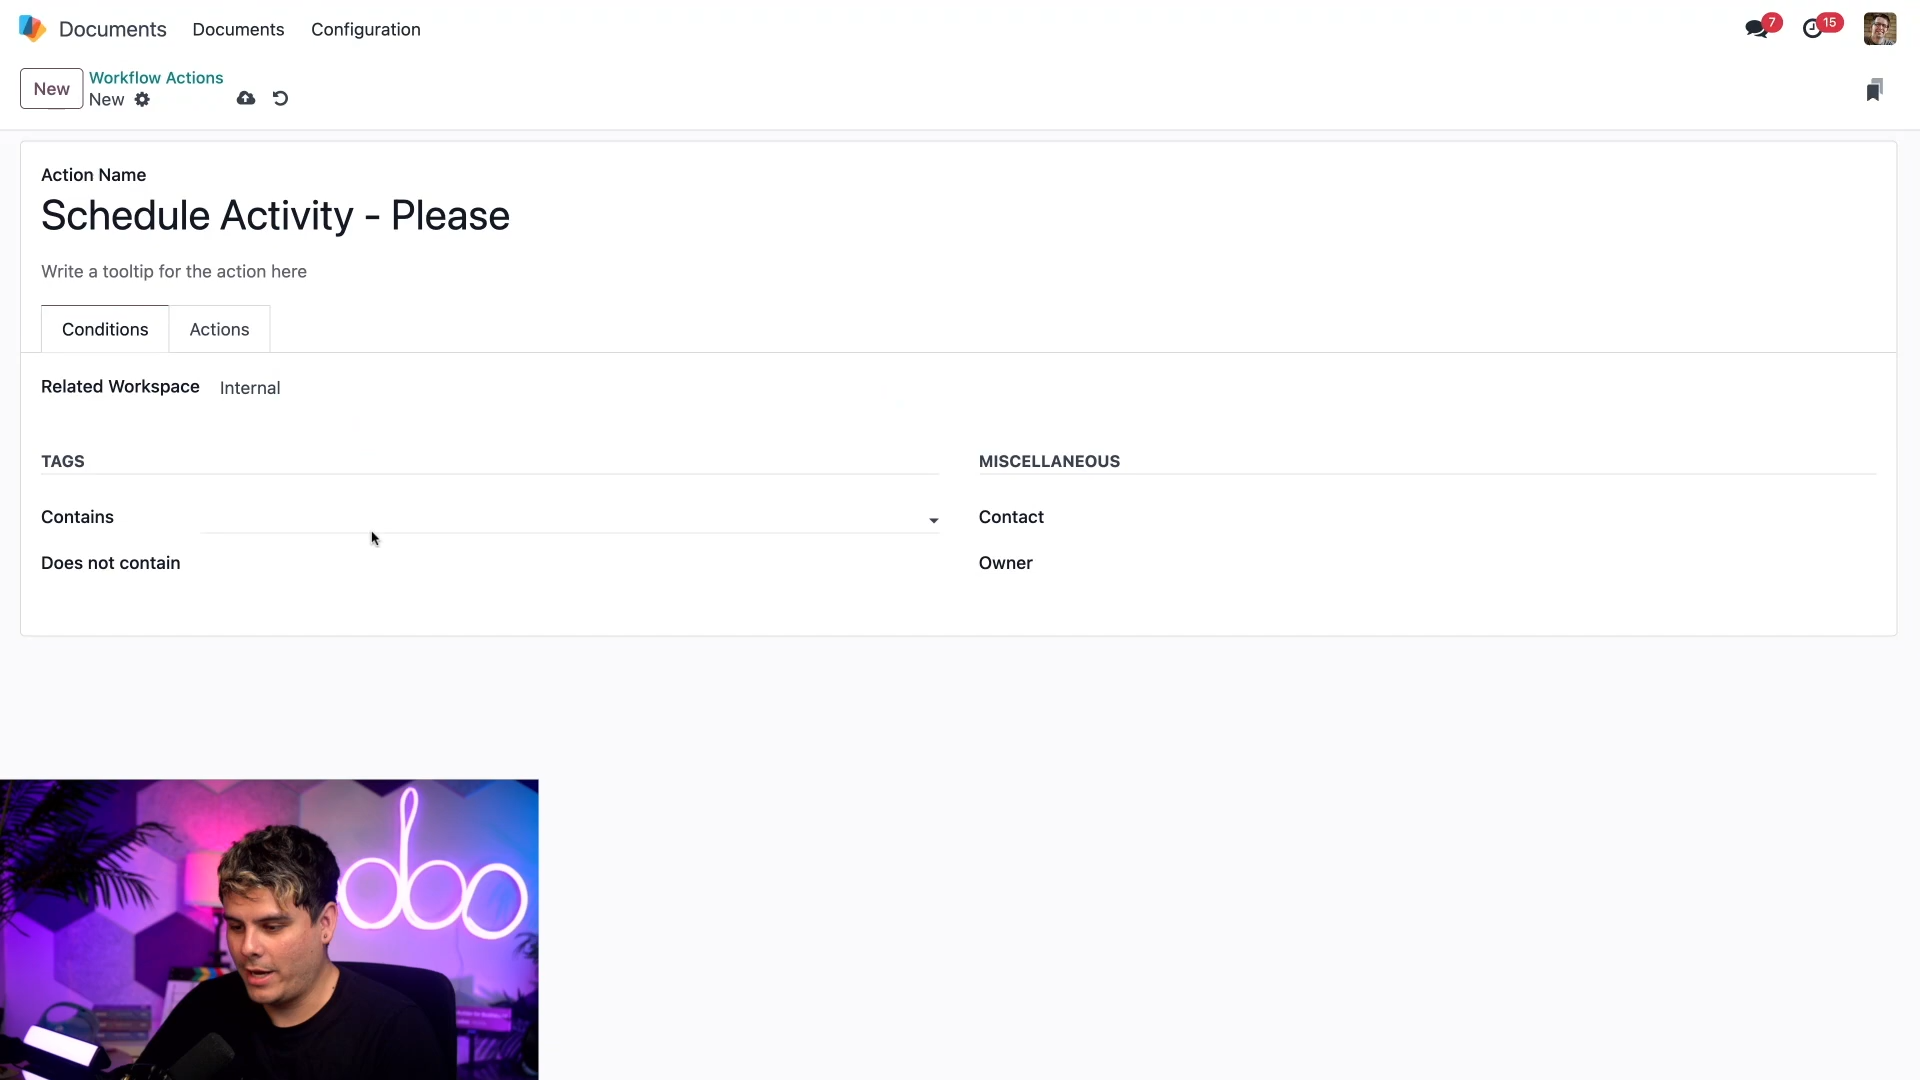 Documents Documents Configuration 7 15
New Workflow Actions
New
Action Name
Schedule Activity - Please
Write a tooltip for the action here
Conditions Actions
Related Workspace Internal
TAGS MISCELLANEOUS
Contains Contact
Does not contain Owner
odoo